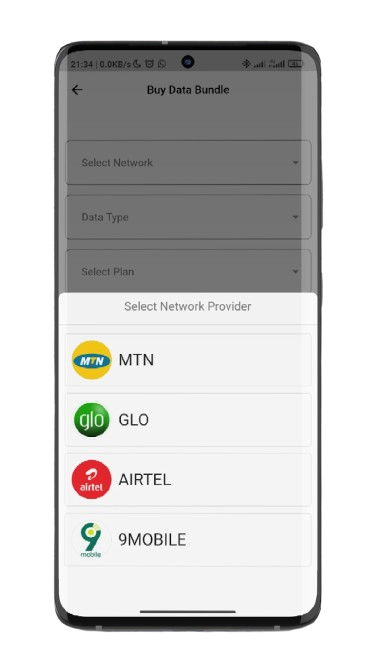 21:34 | 0.0KB/s
Buy Data Bundle
Select Network
Data Type
Select Plan
Select Network Provider
MTN MTN
glo GLO
airtel AIRTEL
9 mobile 9MOBILE